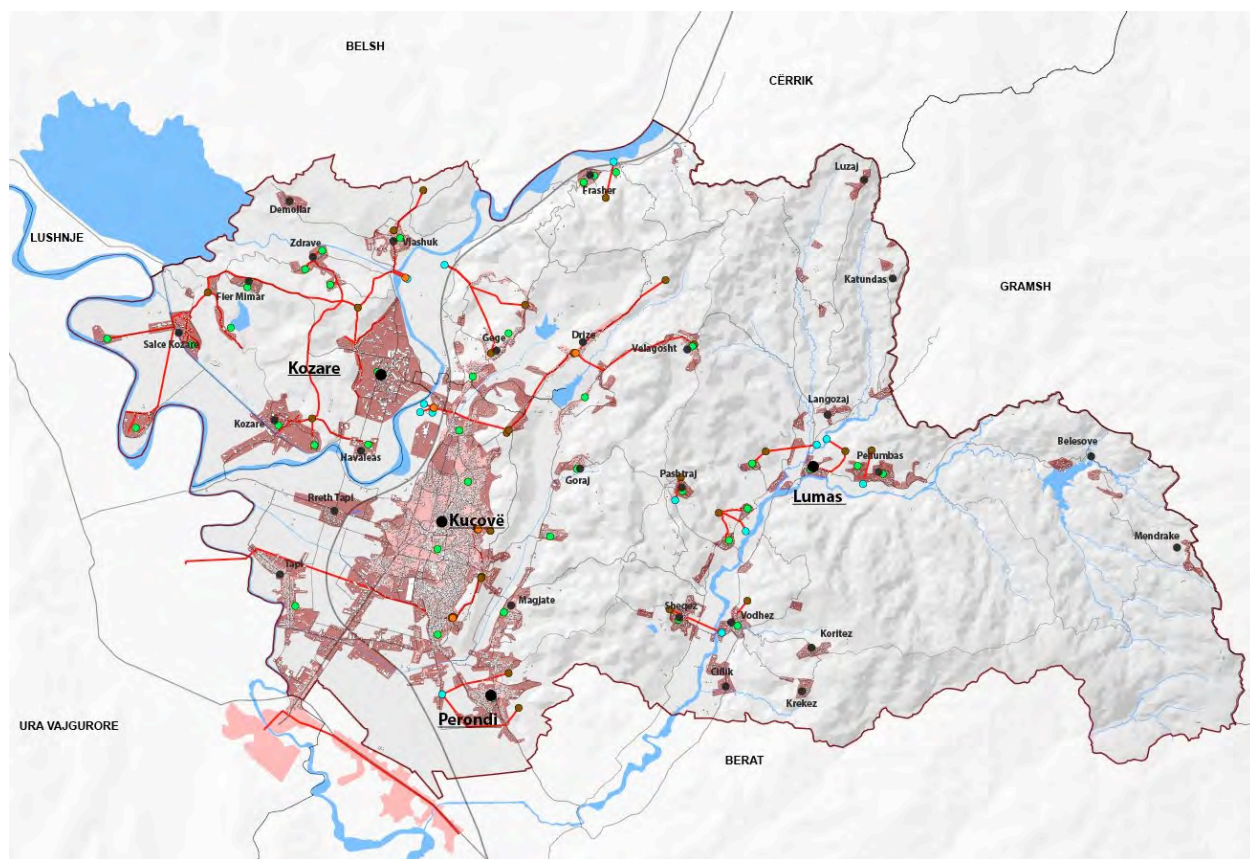 BELSH
CËRRIK
Luzaj
Frasher
Demollar
LUSHNJE
Vlashuk
Zdrave
Katundas
GRAMSH
Fier Mimar
Salce Kozare
Gege
Drize
Velagosht
Kozare
Langozaj
Kozare
Havaleas
Belesove
Pellumbas
Goraj
Pashtraj
Lumas
Rreth Tapi
Kuçovë
Mendrake
Tapi
Magjate
Shegez
Vodhez
Koritez
Ciflik
Krekez
Perondi
URA VAJGURORE
BERAT